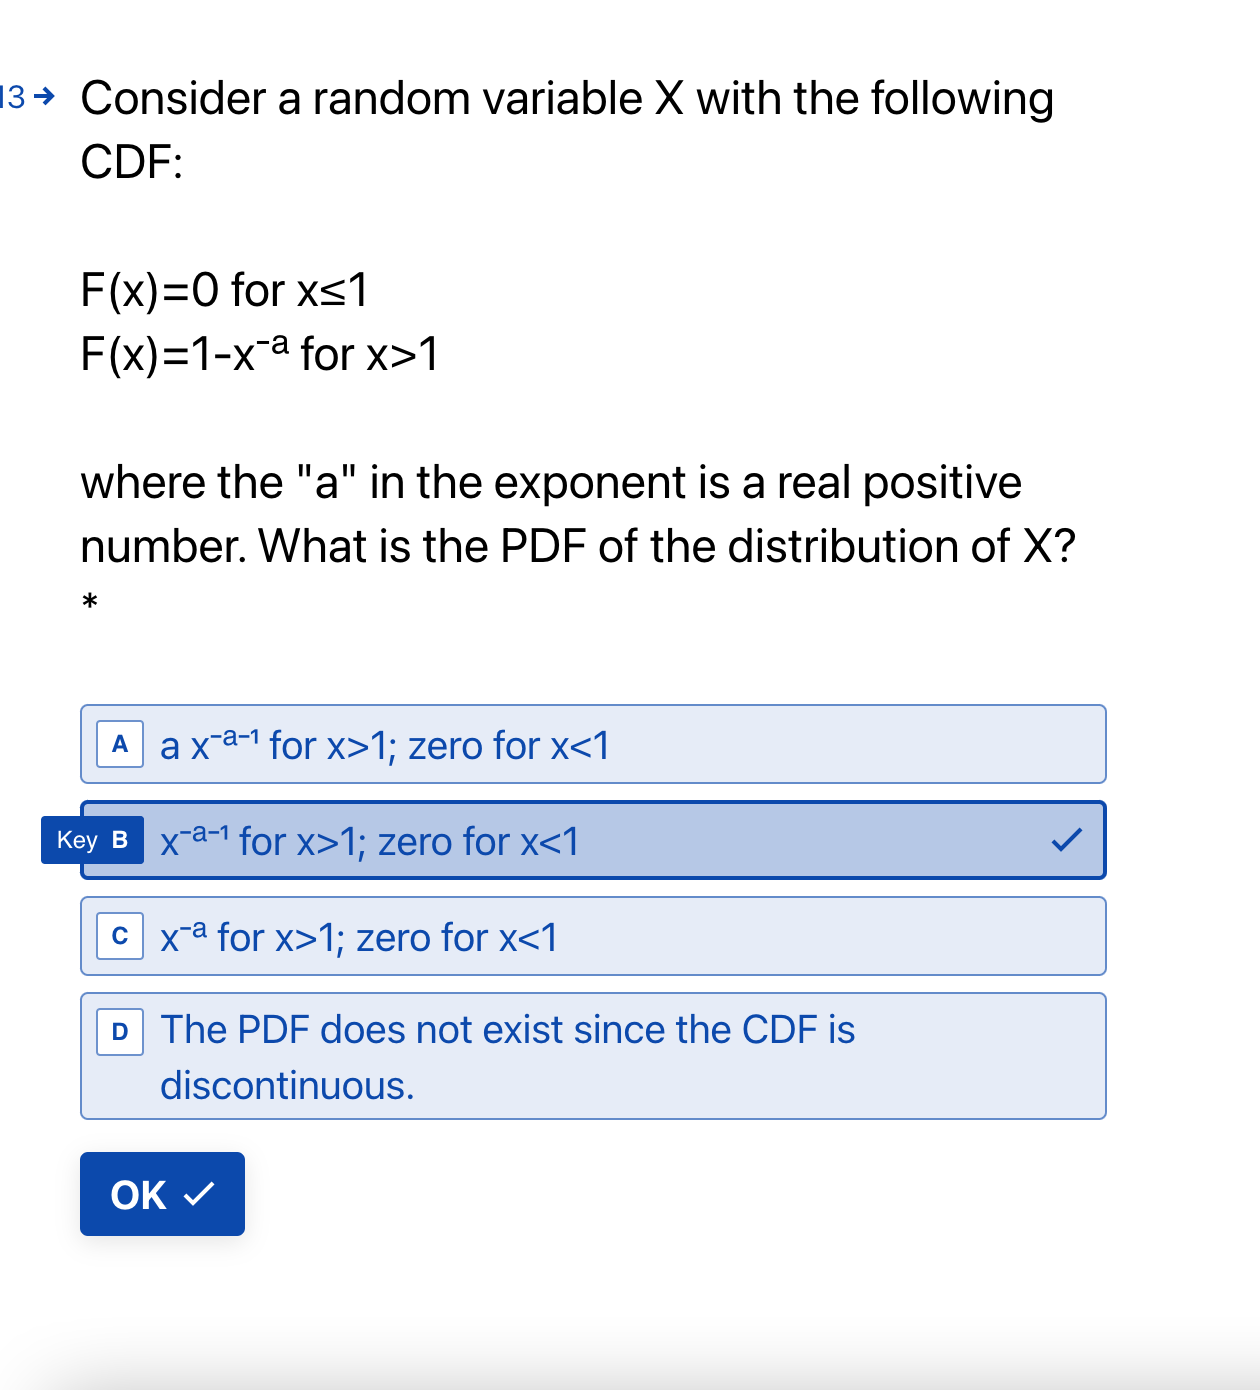 13 → Consider a random variable X with the following
CDF:
F(x)=0 for x≤1
F(x)=1-x⁻ᵃ for x>1
where the "a" in the exponent is a real positive
number. What is the PDF of the distribution of X?
*
A a x⁻ᵃ⁻¹ for x>1; zero for x<1
Key B x⁻ᵃ⁻¹ for x>1; zero for x<1
C x⁻ᵃ for x>1; zero for x<1
D The PDF does not exist since the CDF is
discontinuous.
OK ✓